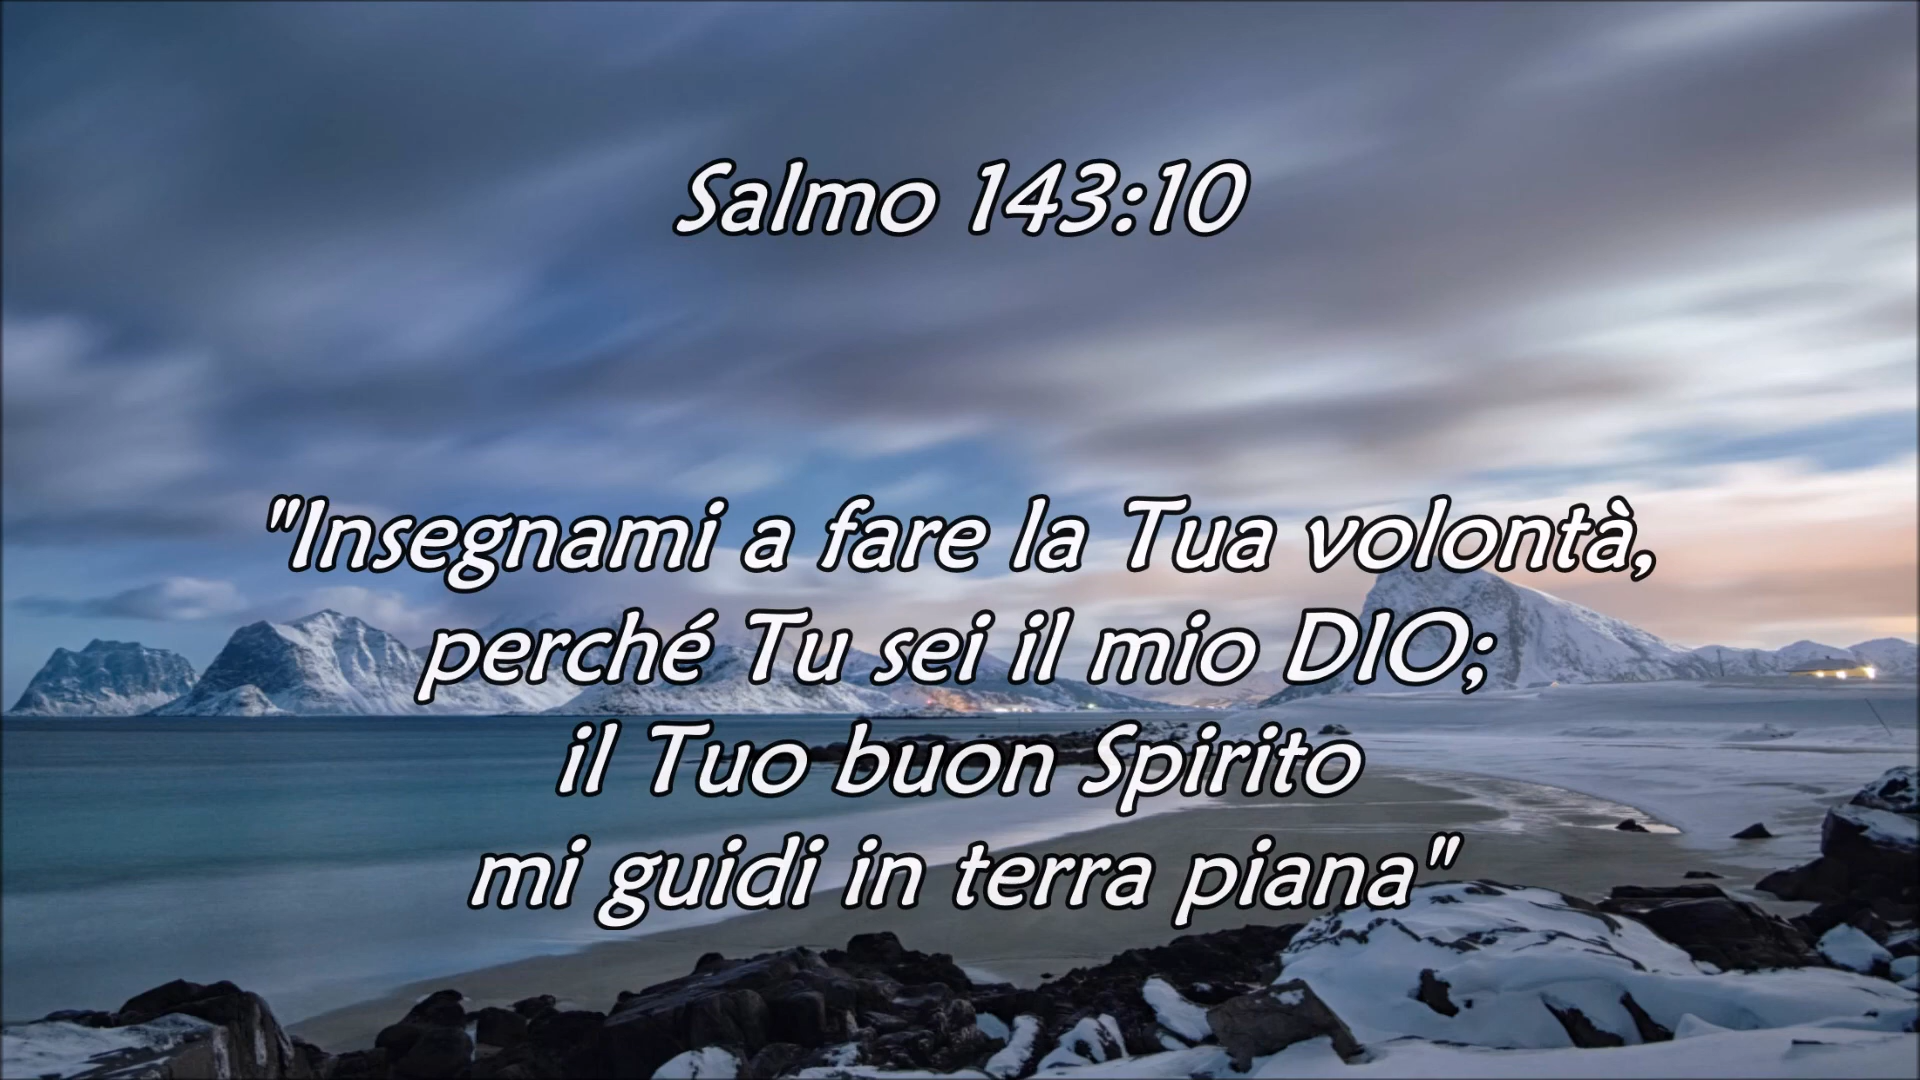 Salmo 143:10
"Insegnami a fare la Tua volontà,
perché Tu sei il mio DIO;
il Tuo buon Spirito
mi guidi in terra piana"